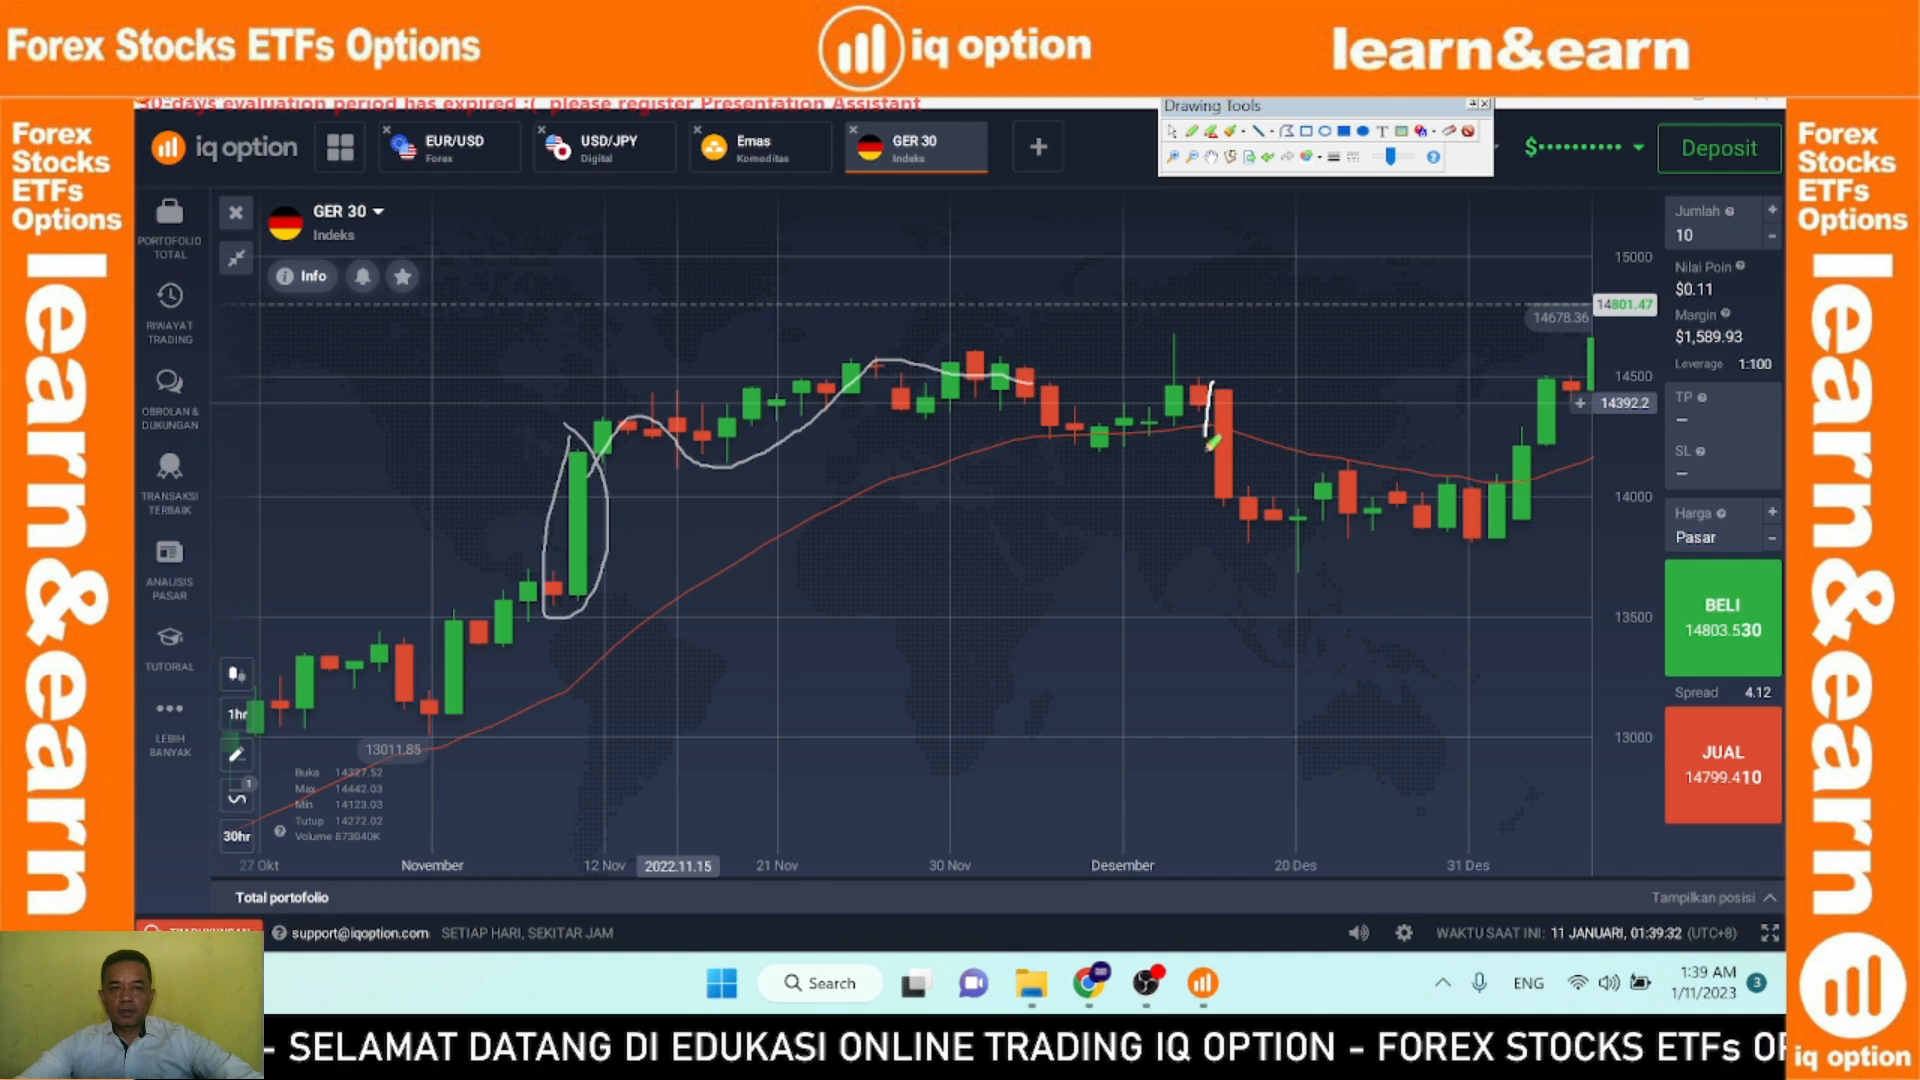 Forex Stocks ETFs Options
iq option
learn&earn
30-days evaluation period has expired :( please register Presentation Assistant
Drawing Tools
Forex
Stocks
ETFs
Options
learn&earn
iq option
EUR/USD
Forex
USD/JPY
Digital
Emas
Komoditas
GER 30
Indeks
+
$
Deposit
PORTOFOLIO
TOTAL
RIWAYAT
TRADING
OBROLAN &
DUKUNGAN
TRANSAKSI
TERBAIK
ANALISIS
PASAR
TUTORIAL
LEBIH
BANYAK
GER 30
Indeks
Info
1hr
1
30hr
13011.85
Buka 14327.52
Max 14442.03
Min 14123.03
Tutup 14272.02
Volume 873040K
14678.36
15000
14801.47
14500
14392.2
14000
13500
13000
27 Okt
November
12 Nov
2022.11.15
21 Nov
30 Nov
Desember
20 Des
31 Des
Jumlah
10
Nilai Poin
$0.11
Margin
$1,589.93
Leverage 1:100
TP
–
SL
–
Harga
Pasar
BELI
14803.530
Spread 4.12
JUAL
14799.410
Total portofolio
Tampilkan posisi
support@iqoption.com SETIAP HARI, SEKITAR JAM
WAKTU SAAT INI: 11 JANUARI, 01:39:32 (UTC+8)
Search
ENG
1:39 AM
1/11/2023
3
- SELAMAT DATANG DI EDUKASI ONLINE TRADING IQ OPTION - FOREX STOCKS ETFs
Forex
Stocks
ETFs
Options
learn&earn
iq option